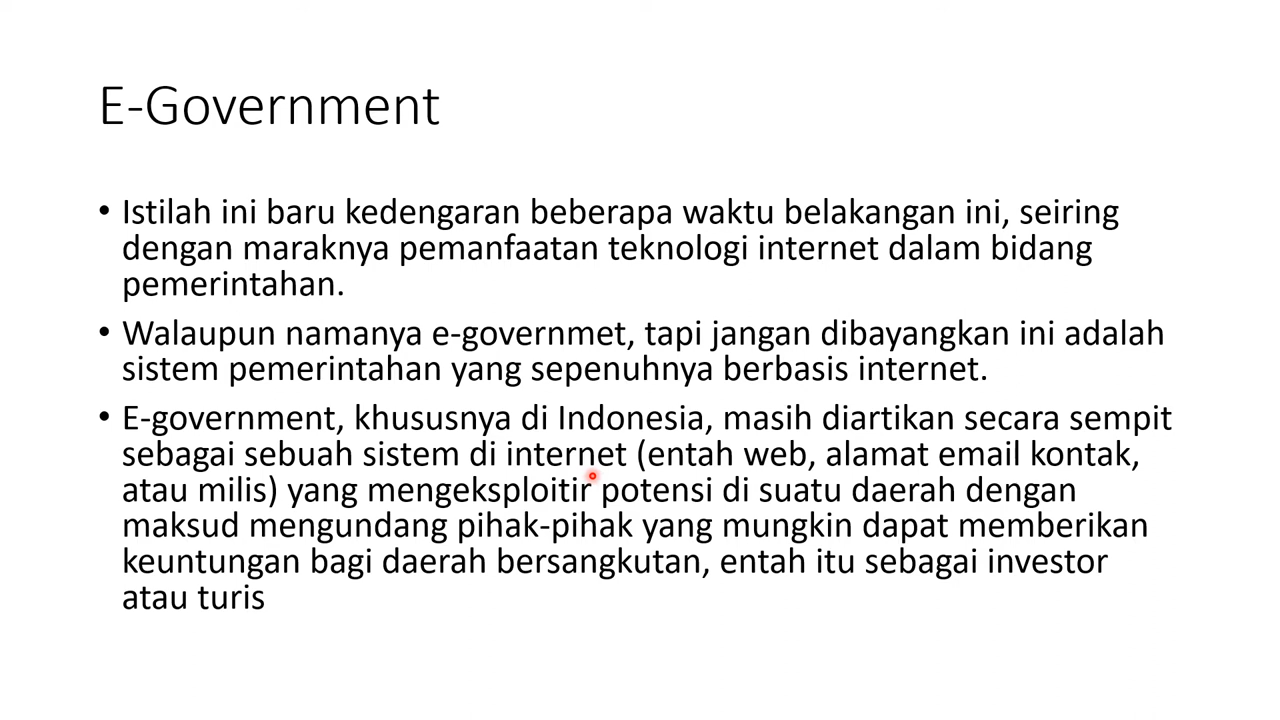 E-Government
• Istilah ini baru kedengaran beberapa waktu belakangan ini, seiring
dengan maraknya pemanfaatan teknologi internet dalam bidang
pemerintahan.
• Walaupun namanya e-governmet, tapi jangan dibayangkan ini adalah
sistem pemerintahan yang sepenuhnya berbasis internet.
• E-government, khususnya di Indonesia, masih diartikan secara sempit
sebagai sebuah sistem di internet (entah web, alamat email kontak,
atau milis) yang mengeksploitir potensi di suatu daerah dengan
maksud mengundang pihak-pihak yang mungkin dapat memberikan
keuntungan bagi daerah bersangkutan, entah itu sebagai investor
atau turis